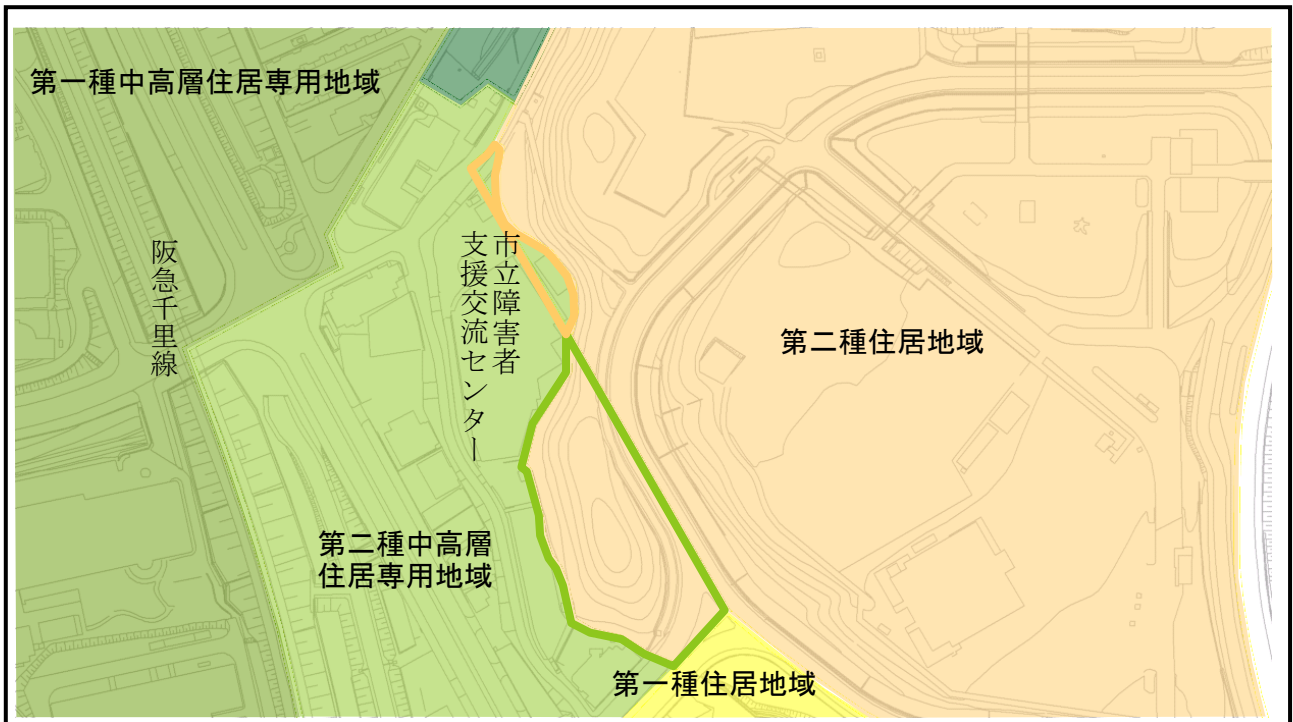 第一種中高層住居専用地域
阪急千里線
市立障害者
支援交流センター
第二種住居地域
第二種中高層
住居専用地域
第一種住居地域